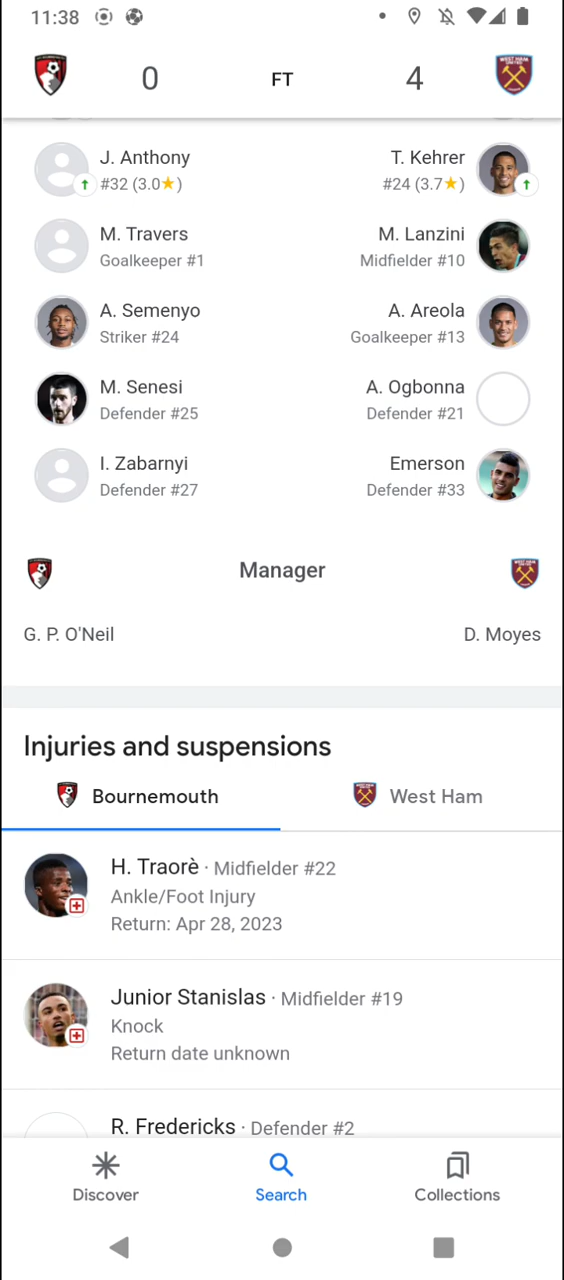 11:38
0 FT 4
J. Anthony
#32 (3.0★)
T. Kehrer
#24 (3.7★)
M. Travers
Goalkeeper #1
M. Lanzini
Midfielder #10
A. Semenyo
Striker #24
A. Areola
Goalkeeper #13
M. Senesi
Defender #25
A. Ogbonna
Defender #21
I. Zabarnyi
Defender #27
Emerson
Defender #33
Manager
G. P. O'Neil
D. Moyes
Injuries and suspensions
Bournemouth
West Ham
H. Traorè · Midfielder #22
Ankle/Foot Injury
Return: Apr 28, 2023
Junior Stanislas · Midfielder #19
Knock
Return date unknown
R. Fredericks · Defender #2
Discover
Search
Collections